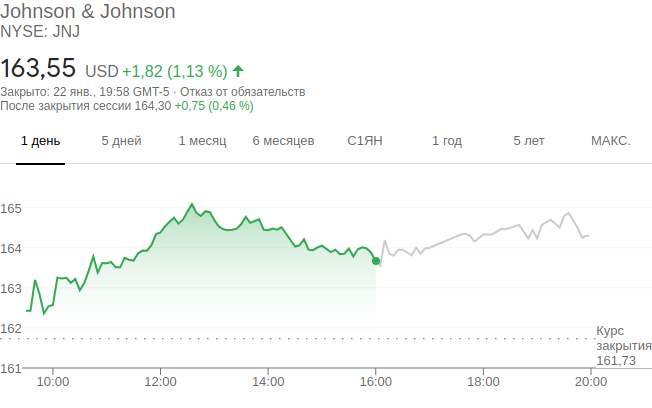 Johnson & Johnson
NYSE: JNJ
163,55 USD +1,82 (1,13 %)
Закрыто: 22 янв., 19:58 GMT-5 · Отказ от обязательств
После закрытия сессии 164,30 +0,75 (0,46 %)
1 день 5 дней 1 месяц 6 месяцев С1ЯН 1 год 5 лет МАКС.
165
164
163
162
Курс
закрытия
161,73
161
10:00 12:00 14:00 16:00 18:00 20:00